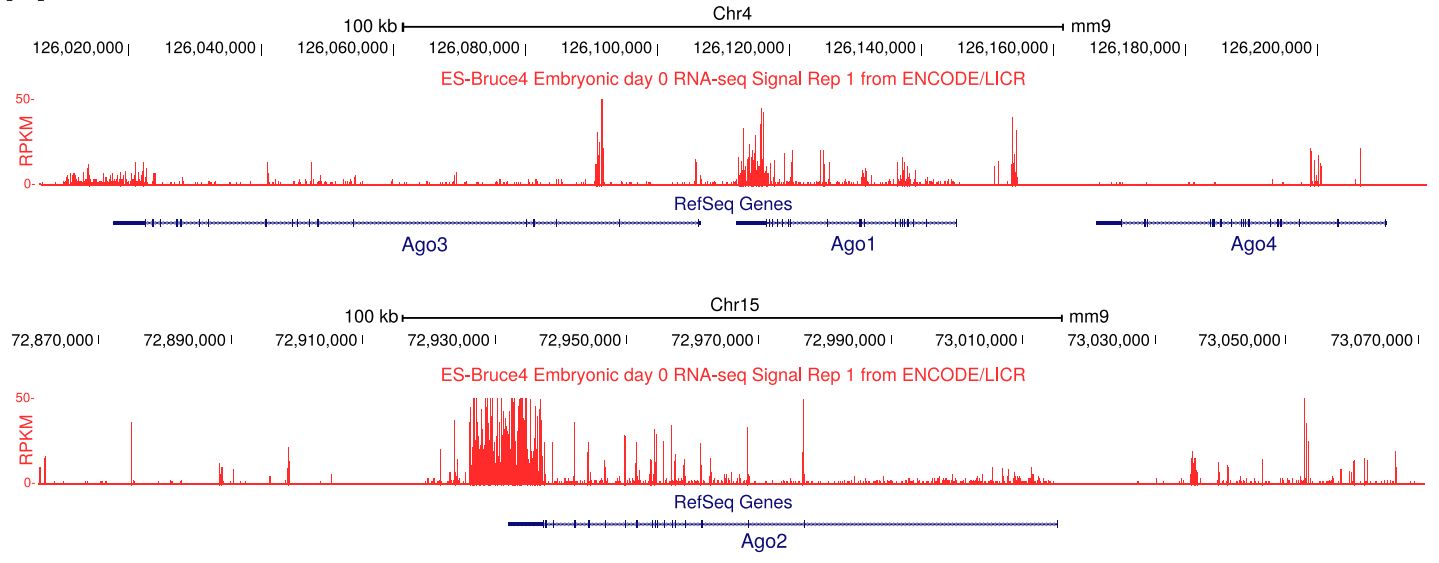 Chr4
100 kb mm9
126,020,000 126,040,000 126,060,000 126,080,000 126,100,000 126,120,000 126,140,000 126,160,000 126,180,000 126,200,000
ES-Bruce4 Embryonic day 0 RNA-seq Signal Rep 1 from ENCODE/LICR
50-
RPKM
0-
RefSeq Genes
Ago3 Ago1 Ago4
Chr15
100 kb mm9
72,870,000 72,890,000 72,910,000 72,930,000 72,950,000 72,970,000 72,990,000 73,010,000 73,030,000 73,050,000 73,070,000
ES-Bruce4 Embryonic day 0 RNA-seq Signal Rep 1 from ENCODE/LICR
50-
RPKM
0-
RefSeq Genes
Ago2